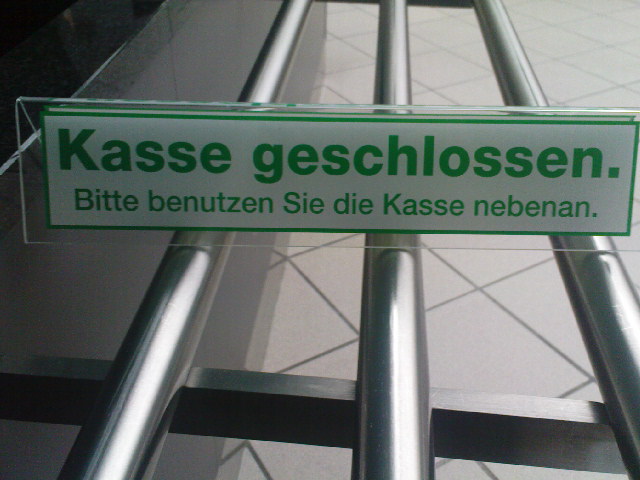 Kasse geschlossen.
Bitte benutzen Sie die Kasse nebenan.